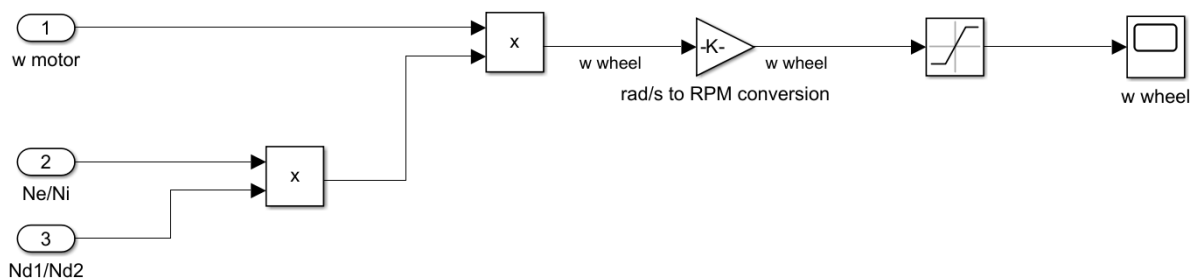 1
w motor
x
w wheel
-K-
w wheel
rad/s to RPM conversion
w wheel
2
Ne/Ni
x
3
Nd1/Nd2